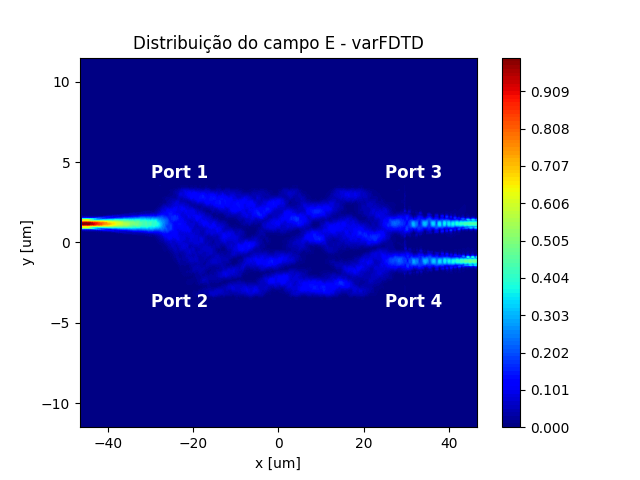 Distribuição do campo E - varFDTD
10
5
0
−5
−10
y [um]
Port 1
Port 3
Port 2
Port 4
−40
−20
0
20
40
x [um]
0.909
0.808
0.707
0.606
0.505
0.404
0.303
0.202
0.101
0.000